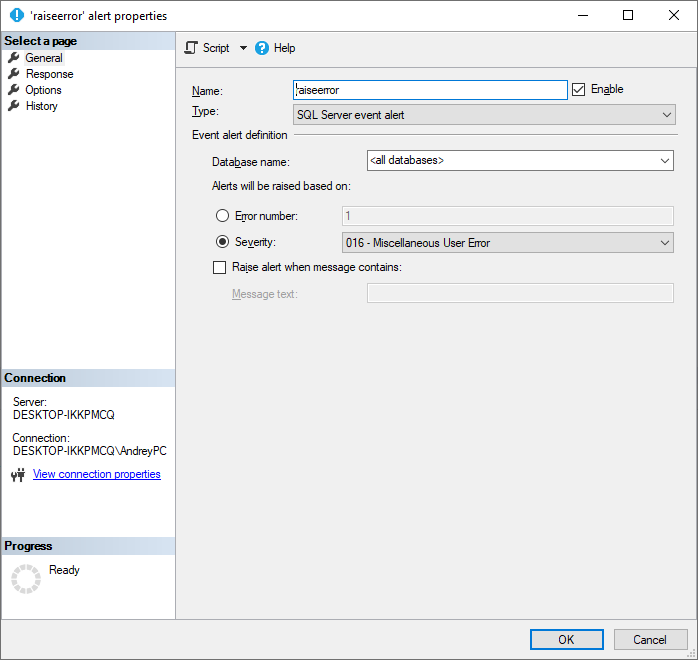 'raiseerror' alert properties
Select a page
General
Response
Options
History
Script
Help
Name:
raiseerror
Enable
Type:
SQL Server event alert
Event alert definition
Database name:
<all databases>
Alerts will be raised based on:
Error number:
1
Severity:
016 - Miscellaneous User Error
Raise alert when message contains:
Message text:
Connection
Server:
DESKTOP-IKKPMCQ
Connection:
DESKTOP-IKKPMCQ\AndreyPC
View connection properties
Progress
Ready
OK
Cancel